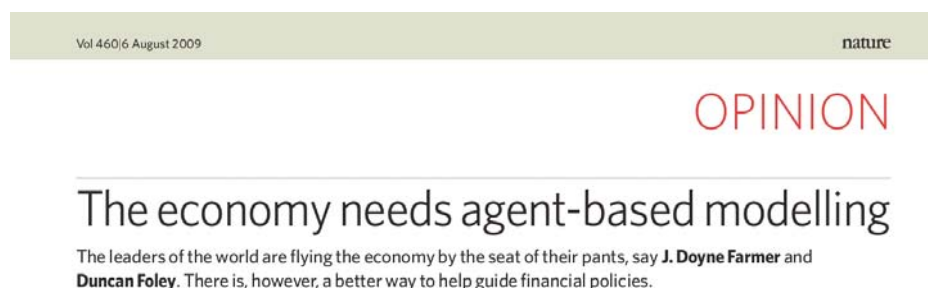 Vol 460|6 August 2009
nature
OPINION
The economy needs agent-based modelling
The leaders of the world are flying the economy by the seat of their pants, say J. Doyne Farmer and
Duncan Foley. There is, however, a better way to help guide financial policies.